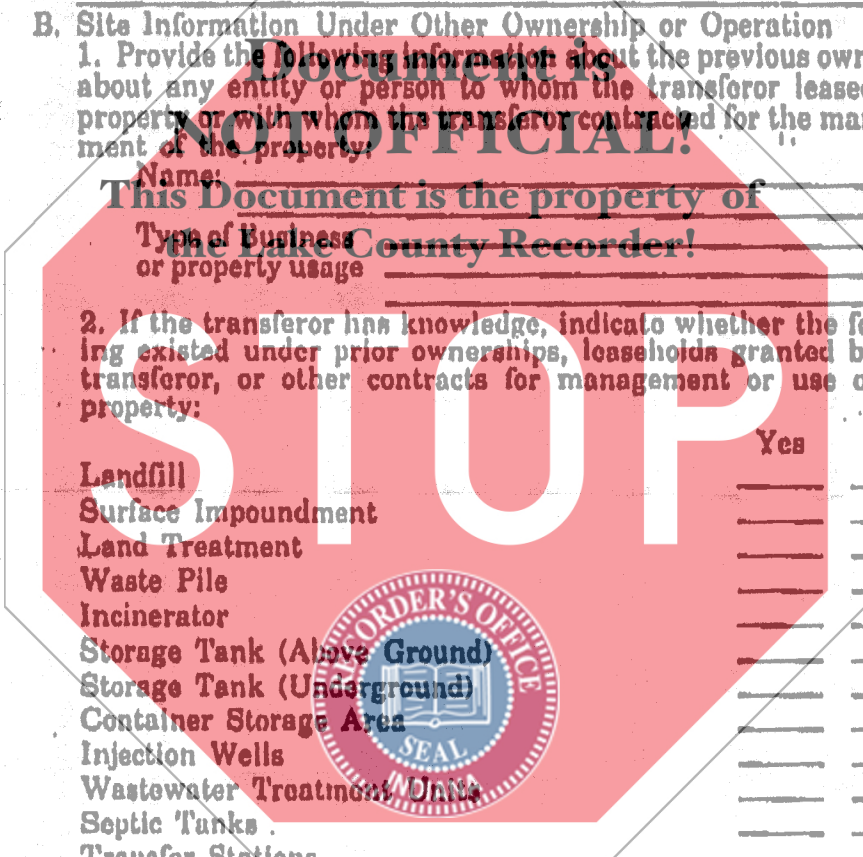 B. Site Information Under Other Ownership or Operation
1. Provide the following information about the previous own
about any entity or person to whom the transferor lease
property or with whom the transferor contracted for the ma
ment of the property:
Document is
NOT OFFICIAL!
This Document is the property of
the Lake County Recorder!
Name:
Type of Business
or property usage
2. If the transferor has knowledge, indicate whether the f
ing existed under prior ownerships, leaseholds granted b
transferor, or other contracts for management or use o
property:
STOP
Yes
Landfill
Surface Impoundment
Land Treatment
Waste Pile
Incinerator
Storage Tank (Above Ground)
Storage Tank (Underground)
Container Storage Area
Injection Wells
Wastewater Treatment Units
Septic Tanks
Transfer Stations
RECORDER'S OFFICE
SEAL
INDIANA